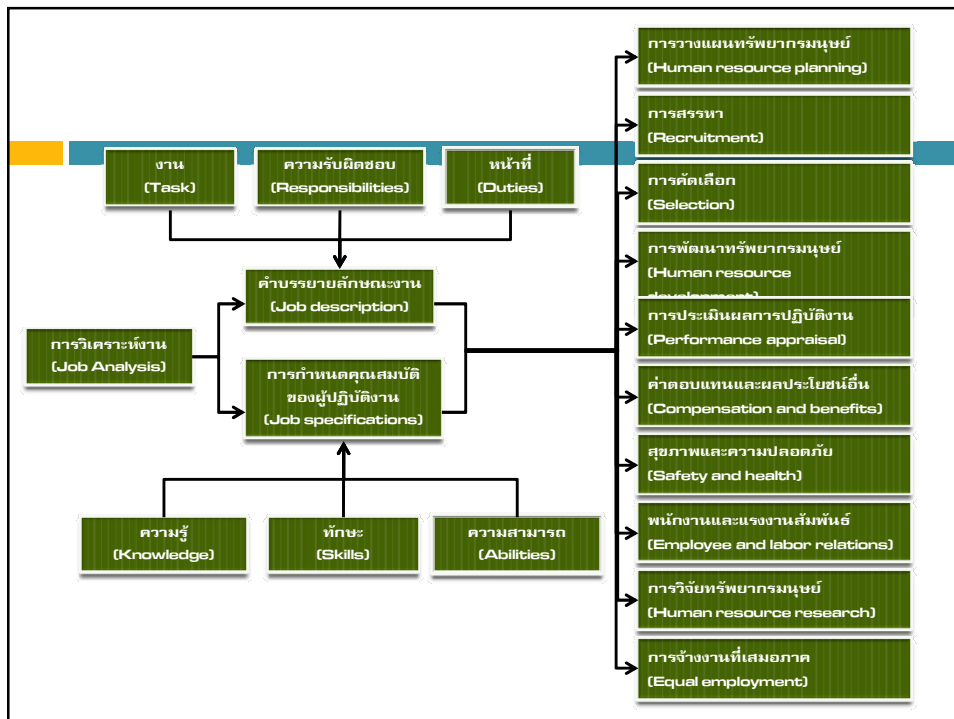 งาน
(Task)
ความรับผิดชอบ
(Responsibilities)
หน้าที่
(Duties)
คำบรรยายลักษณะงาน
(Job description)
การวิเคราะห์งาน
(Job Analysis)
การกำหนดคุณสมบัติ
ของผู้ปฏิบัติงาน
(Job specifications)
ความรู้
(Knowledge)
ทักษะ
(Skills)
ความสามารถ
(Abilities)
การวางแผนทรัพยากรมนุษย์
(Human resource planning)
การสรรหา
(Recruitment)
การคัดเลือก
(Selection)
การพัฒนาทรัพยากรมนุษย์
(Human resource
development)
การประเมินผลการปฏิบัติงาน
(Performance appraisal)
ค่าตอบแทนและผลประโยชน์อื่น
(Compensation and benefits)
สุขภาพและความปลอดภัย
(Safety and health)
พนักงานและแรงงานสัมพันธ์
(Employee and labor relations)
การวิจัยทรัพยากรมนุษย์
(Human resource research)
การจ้างงานที่เสมอภาค
(Equal employment)